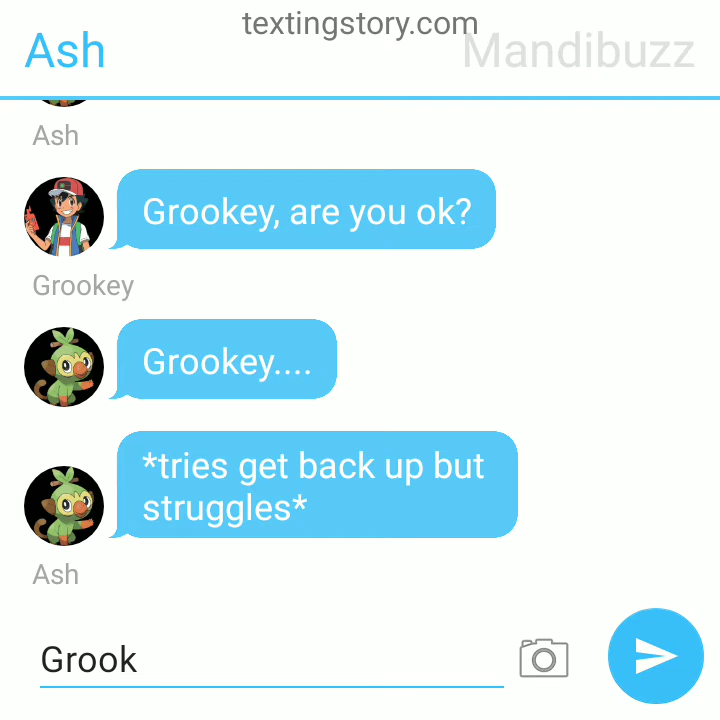 textingstory.com
Ash
Mandibuzz
Ash
Grookey, are you ok?
Grookey
Grookey....
*tries get back up but
struggles*
Ash
Grook